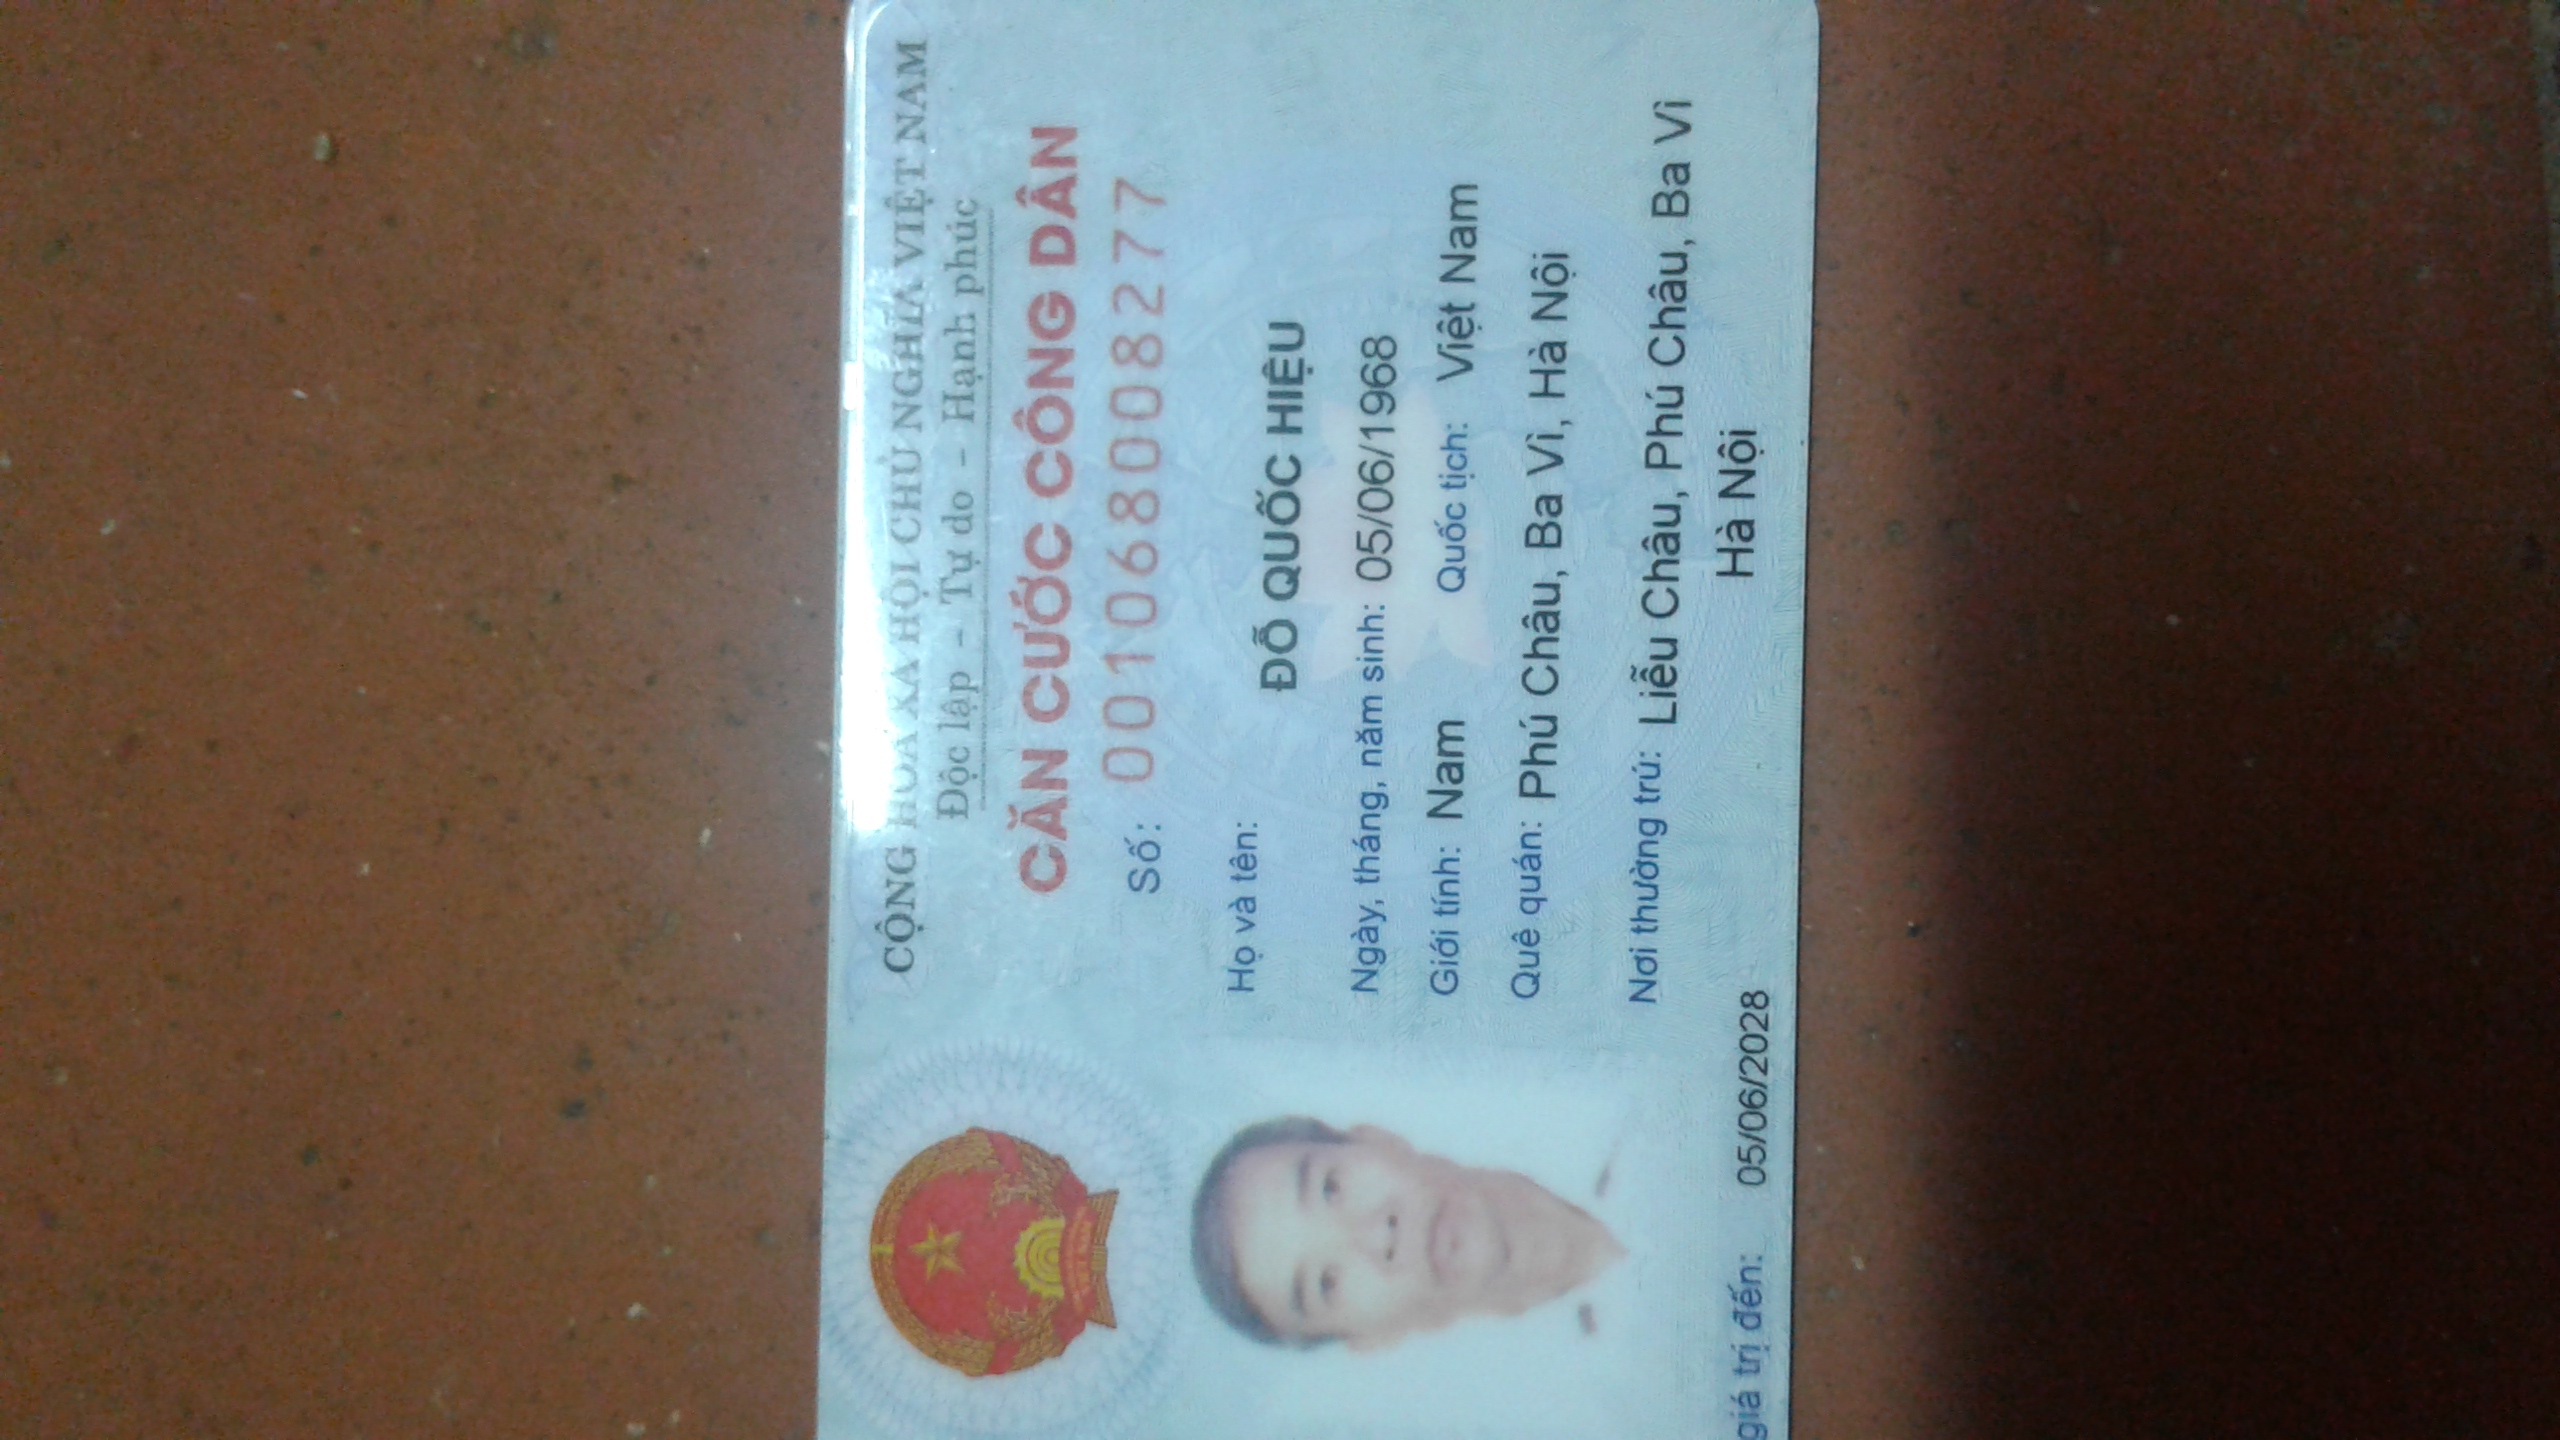 CỘNG HÒA XÃ HỘI CHỦ NGHĨA VIỆT NAM
Độc lập - Tự do - Hạnh phúc
CĂN CƯỚC CÔNG DÂN
Số: 001068008277
Họ và tên:
ĐỖ QUỐC HIỆU
Ngày, tháng, năm sinh: 05/06/1968
Giới tính: Nam Quốc tịch: Việt Nam
Quê quán: Phú Châu, Ba Vì, Hà Nội
Nơi thường trú: Liễu Châu, Phú Châu, Ba Vì
Hà Nội
giá trị đến: 05/06/2028
VIỆT NAM